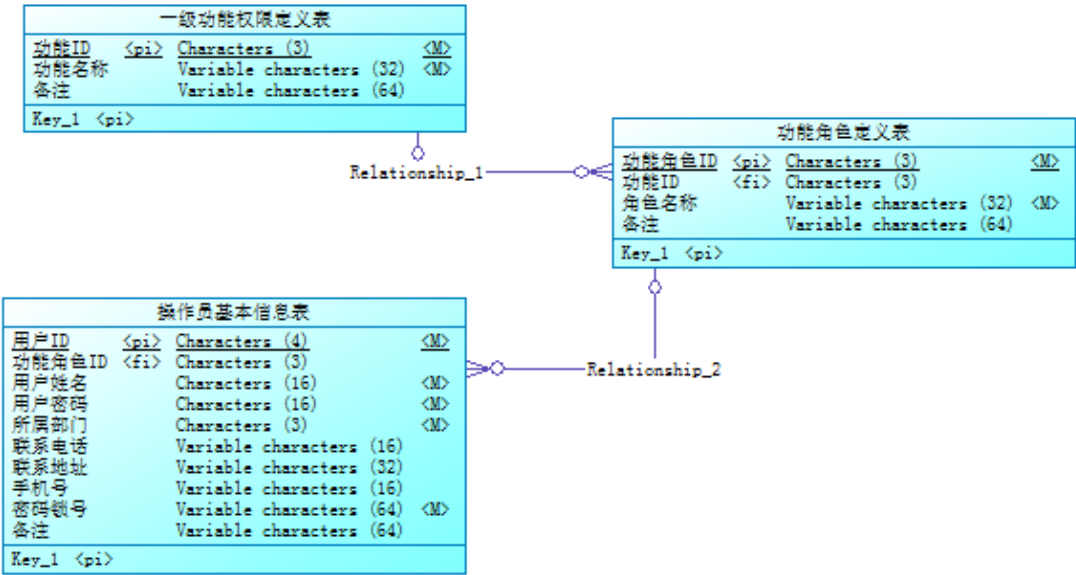 一级功能权限定义表
功能ID <pi> Characters (3) <M>
功能名称 Variable characters (32) <M>
备注 Variable characters (64)
Key_1 <pi>
Relationship_1
功能角色定义表
功能角色ID <pi> Characters (3) <M>
功能ID <fi> Characters (3)
角色名称 Variable characters (32) <M>
备注 Variable characters (64)
Key_1 <pi>
操作员基本信息表
用户ID <pi> Characters (4) <M>
功能角色ID <fi> Characters (3)
用户姓名 Characters (16) <M>
用户密码 Characters (16) <M>
所属部门 Characters (3) <M>
联系电话 Variable characters (16)
联系地址 Variable characters (32)
手机号 Variable characters (16)
密码锁号 Variable characters (64) <M>
备注 Variable characters (64)
Key_1 <pi>
Relationship_2